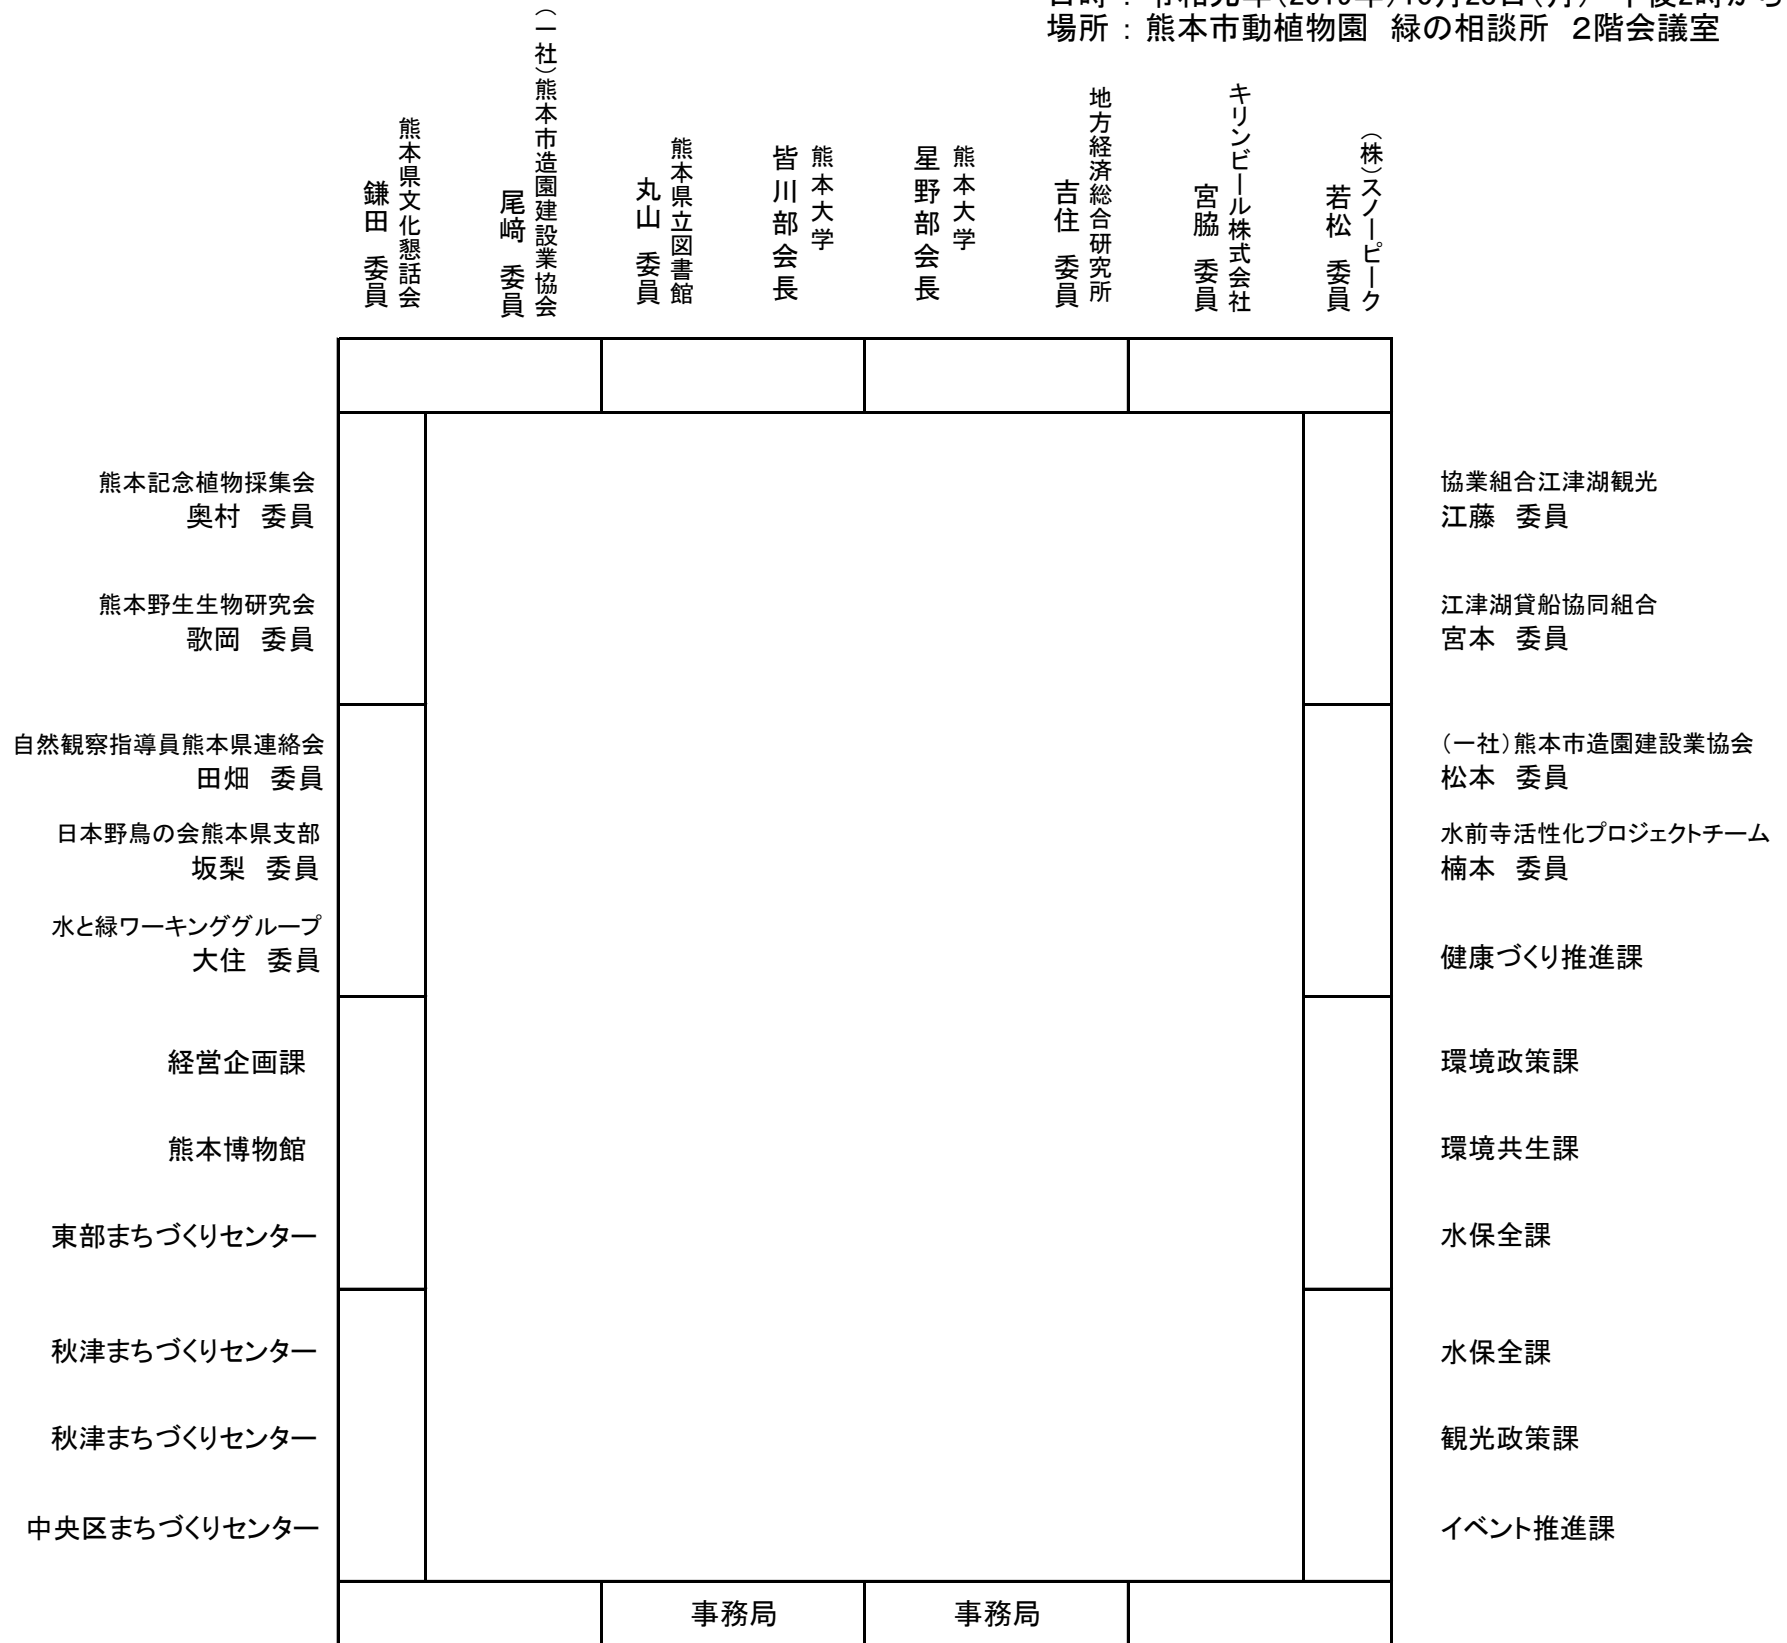 場所：熊本市動植物園　緑の相談所　2階会議室
熊本県文化懇話会
鎌田　委員
（一社）熊本市造園建設業協会
尾﨑　委員
熊本県立図書館
丸山　委員
熊本大学
皆川部会長
熊本大学
星野部会長
地方経済総合研究所
吉住　委員
キリンビール株式会社
宮脇　委員
（株）スノーピーク
若松　委員
熊本記念植物採集会
奥村　委員
熊本野生生物研究会
歌岡　委員
自然観察指導員熊本県連絡会
田畑　委員
日本野鳥の会熊本県支部
坂梨　委員
水と緑ワーキンググループ
大住　委員
経営企画課
熊本博物館
東部まちづくりセンター
秋津まちづくりセンター
秋津まちづくりセンター
中央区まちづくりセンター
協業組合江津湖観光
江藤　委員
江津湖貸船協同組合
宮本　委員
（一社）熊本市造園建設業協会
松本　委員
水前寺活性化プロジェクトチーム
楠本　委員
健康づくり推進課
環境政策課
環境共生課
水保全課
水保全課
観光政策課
イベント推進課
事務局
事務局